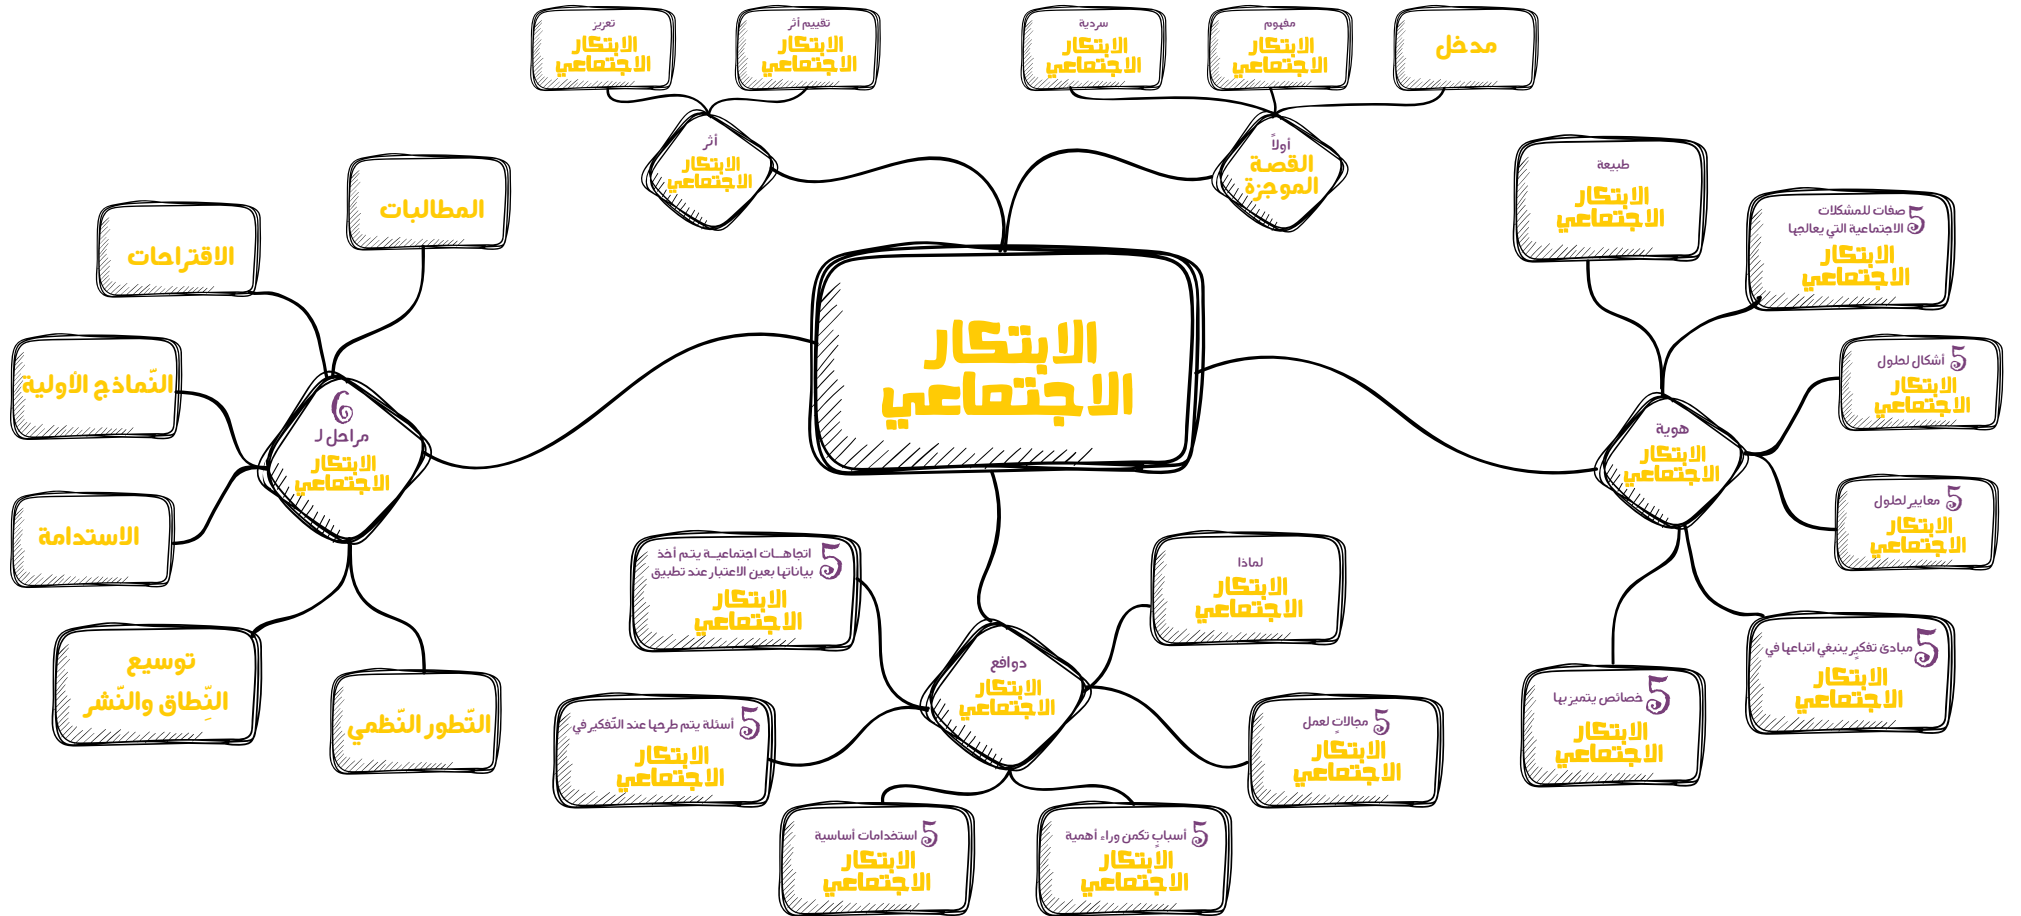 الابتكار
الاجتماعي
أولاً
القصة
الموجزة
مدخل
مفهوم
الابتكار
الاجتماعي
سردية
الابتكار
الاجتماعي
أثر
الابتكار
الاجتماعي
تقييم أثر
الابتكار
الاجتماعي
تعزيز
الابتكار
الاجتماعي
هوية
الابتكار
الاجتماعي
طبيعة
الابتكار
الاجتماعي
5 صفات للمشكلات
الاجتماعية التي يعالجها
الابتكار
الاجتماعي
5 أشكال لحلول
الابتكار
الاجتماعي
5 معايير لحلول
الابتكار
الاجتماعي
5 مبادئ تفكيرٍ ينبغي اتباعها في
الابتكار
الاجتماعي
5 خصائص يتميز بها
الابتكار
الاجتماعي
دوافع
الابتكار
الاجتماعي
لماذا
الابتكار
الاجتماعي
5 مجالاتٍ لعمل
الابتكار
الاجتماعي
5 أسبابٍ تكمن وراء أهمية
الابتكار
الاجتماعي
5 استخدامات أساسية
الابتكار
الاجتماعي
5 أسئلة يتم طرحها عند التّفكير في
الابتكار
الاجتماعي
5 اتجاهـــات اجتماعيــة يتـم أخذ
بياناتها بعين الاعتبار عند تطبيق
الابتكار
الاجتماعي
6
مراحل لـ
الابتكار
الاجتماعي
المطالبات
الاقتراحات
النّماذج الأولية
الاستدامة
توسيع
النِّطاق والنّشر
التّطور النّظمي